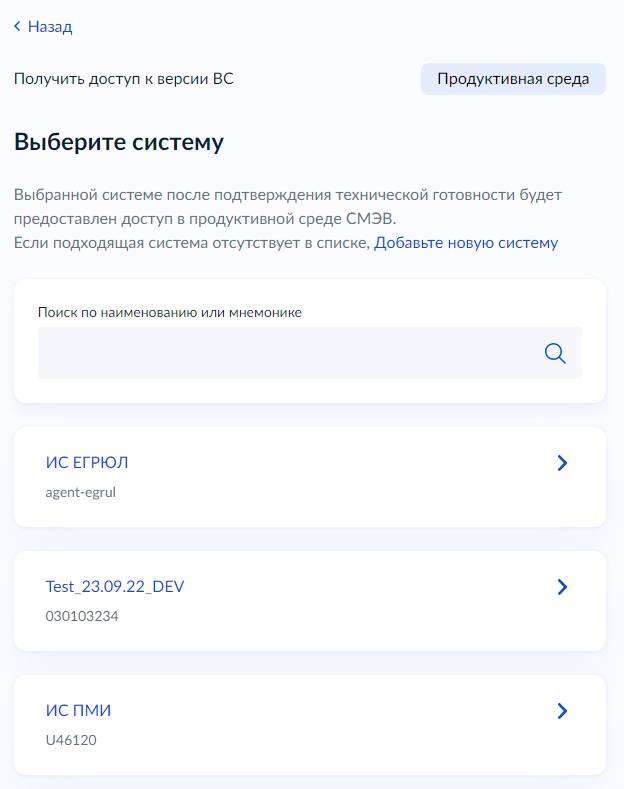 Назад
Получить доступ к версии ВС
Продуктивная среда
Выберите систему
Выбранной системе после подтверждения технической готовности будет
предоставлен доступ в продуктивной среде СМЭВ.
Если подходящая система отсутствует в списке, Добавьте новую систему
Поиск по наименованию или мнемонике
ИС ЕГРЮЛ
agent-egrul
Test_23.09.22_DEV
030103234
ИС ПМИ
U46120